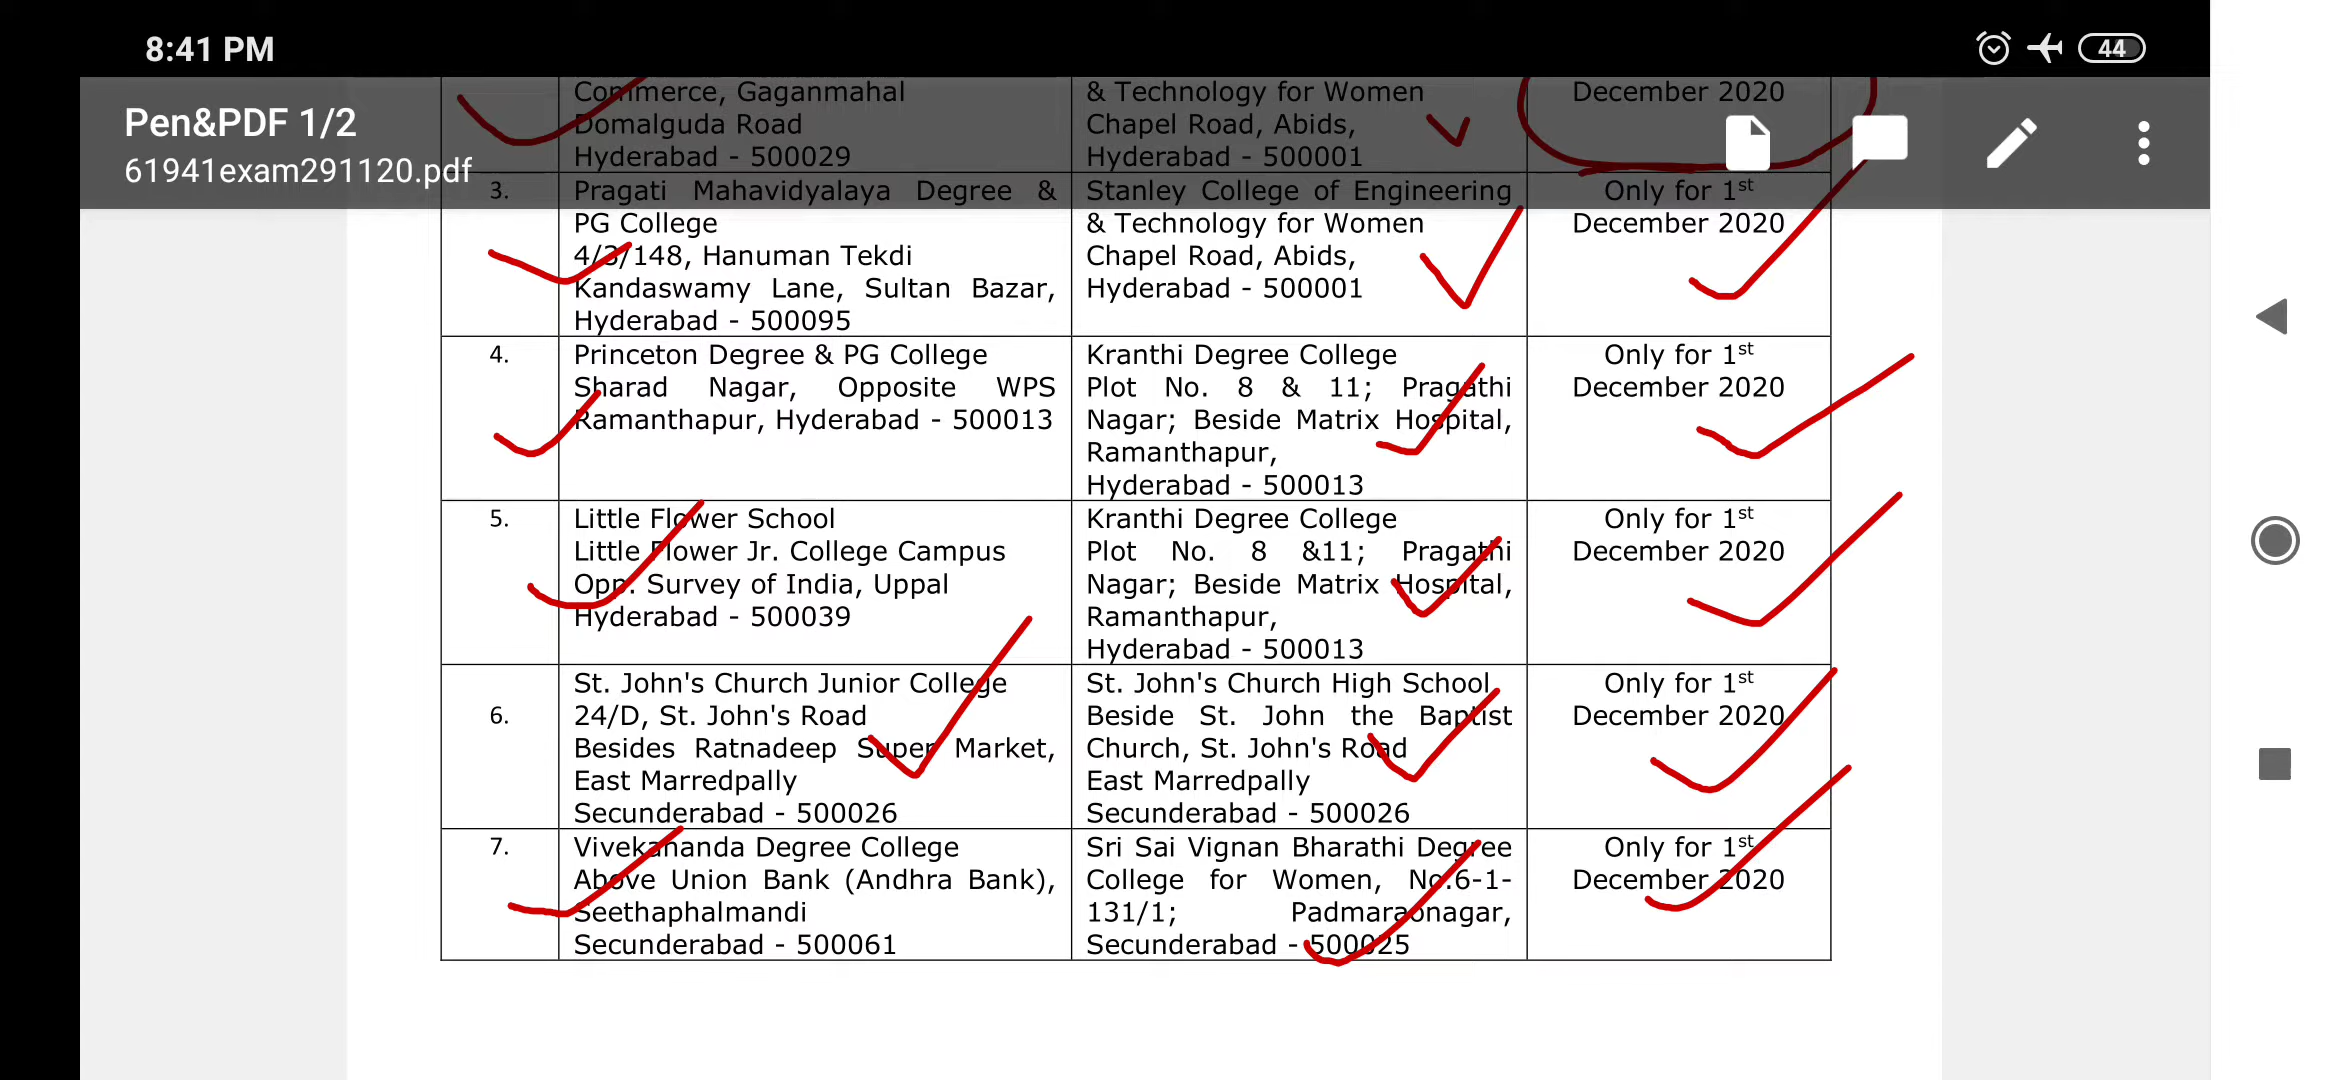 8:41 PM
44
Pen&PDF 1/2
61941exam291120.pdf
Commerce, Gaganmahal
Domalguda Road
Hyderabad - 500029
& Technology for Women
Chapel Road, Abids,
Hyderabad - 500001
December 2020
3.
Pragati Mahavidyalaya Degree &
PG College
4/3/148, Hanuman Tekdi
Kandaswamy Lane, Sultan Bazar,
Hyderabad - 500095
Stanley College of Engineering
& Technology for Women
Chapel Road, Abids,
Hyderabad - 500001
Only for 1st
December 2020
4.
Princeton Degree & PG College
Sharad Nagar, Opposite WPS
Ramanthapur, Hyderabad - 500013
Kranthi Degree College
Plot No. 8 & 11; Pragathi
Nagar; Beside Matrix Hospital,
Ramanthapur,
Hyderabad - 500013
Only for 1st
December 2020
5.
Little Flower School
Little Flower Jr. College Campus
Opp. Survey of India, Uppal
Hyderabad - 500039
Kranthi Degree College
Plot No. 8 &11; Pragathi
Nagar; Beside Matrix Hospital,
Ramanthapur,
Hyderabad - 500013
Only for 1st
December 2020
6.
St. John's Church Junior College
24/D, St. John's Road
Besides Ratnadeep Super Market,
East Marredpally
Secunderabad - 500026
St. John's Church High School
Beside St. John the Baptist
Church, St. John's Road
East Marredpally
Secunderabad - 500026
Only for 1st
December 2020
7.
Vivekananda Degree College
Above Union Bank (Andhra Bank),
Seethaphalmandi
Secunderabad - 500061
Sri Sai Vignan Bharathi Degree
College for Women, No.6-1-
131/1; Padmaraonagar,
Secunderabad - 500025
Only for 1st
December 2020